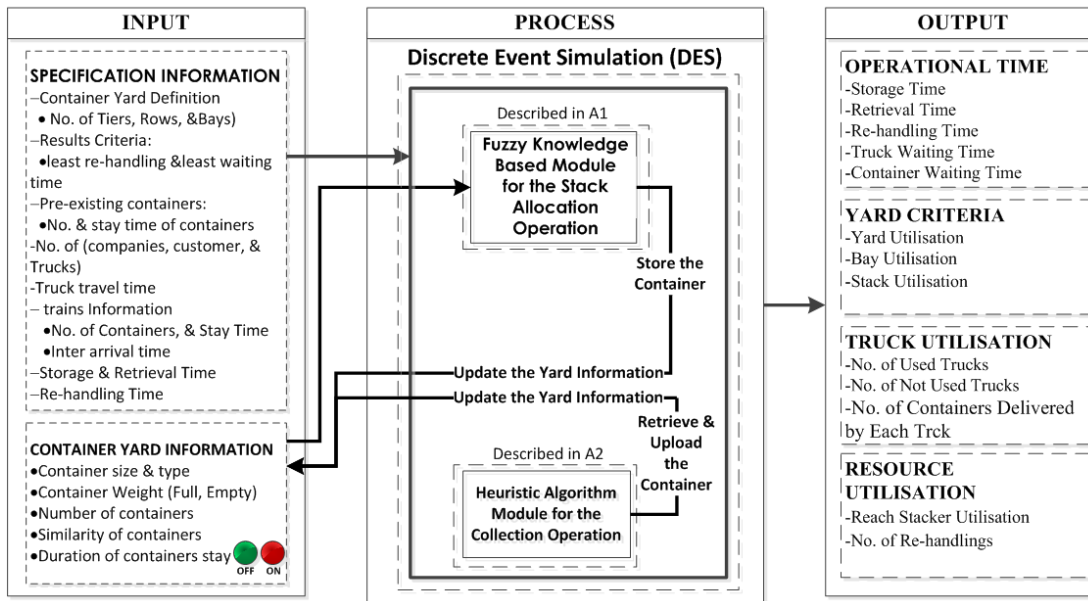 INPUT
SPECIFICATION INFORMATION
–Container Yard Definition
• No. of Tiers, Rows, &Bays)
–Results Criteria:
•least re-handling &least waiting
time
–Pre-existing containers:
•No. & stay time of containers
-No. of (companies, customer, &
Trucks)
-Truck travel time
– trains Information
•No. of Containers, & Stay Time
•Inter arrival time
–Storage & Retrieval Time
–Re-handling Time
CONTAINER YARD INFORMATION
•Container size & type
•Container Weight (Full, Empty)
•Number of containers
•Similarity of containers
•Duration of containers stay
OFF ON
PROCESS
Discrete Event Simulation (DES)
Described in A1
Fuzzy Knowledge
Based Module
for the Stack
Allocation
Operation
Store the
Container
Update the Yard Information
Update the Yard Information
Retrieve &
Upload
the
Container
Described in A2
Heuristic Algorithm
Module for the
Collection Operation
OUTPUT
OPERATIONAL TIME
-Storage Time
-Retrieval Time
-Re-handling Time
-Truck Waiting Time
-Container Waiting Time
YARD CRITERIA
-Yard Utilisation
-Bay Utilisation
-Stack Utilisation
TRUCK UTILISATION
-No. of Used Trucks
-No. of Not Used Trucks
-No. of Containers Delivered
by Each Trck
RESOURCE
UTILISATION
-Reach Stacker Utilisation
-No. of Re-handlings